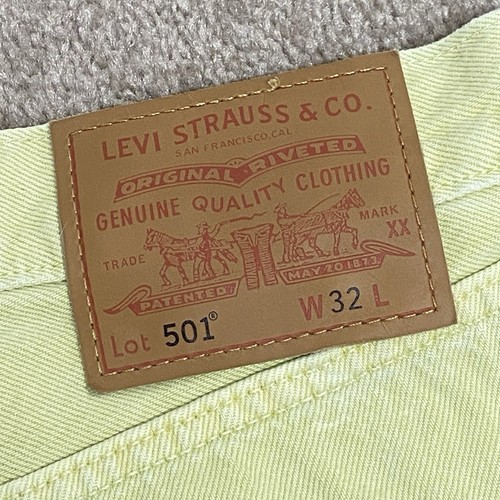 LEVI STRAUSS & CO.
SAN FRANCISCO, CAL
ORIGINAL RIVETED
GENUINE QUALITY CLOTHING
TRADE MARK
XX
PATENTED MAY 20 1873
Lot 501® W 32 L